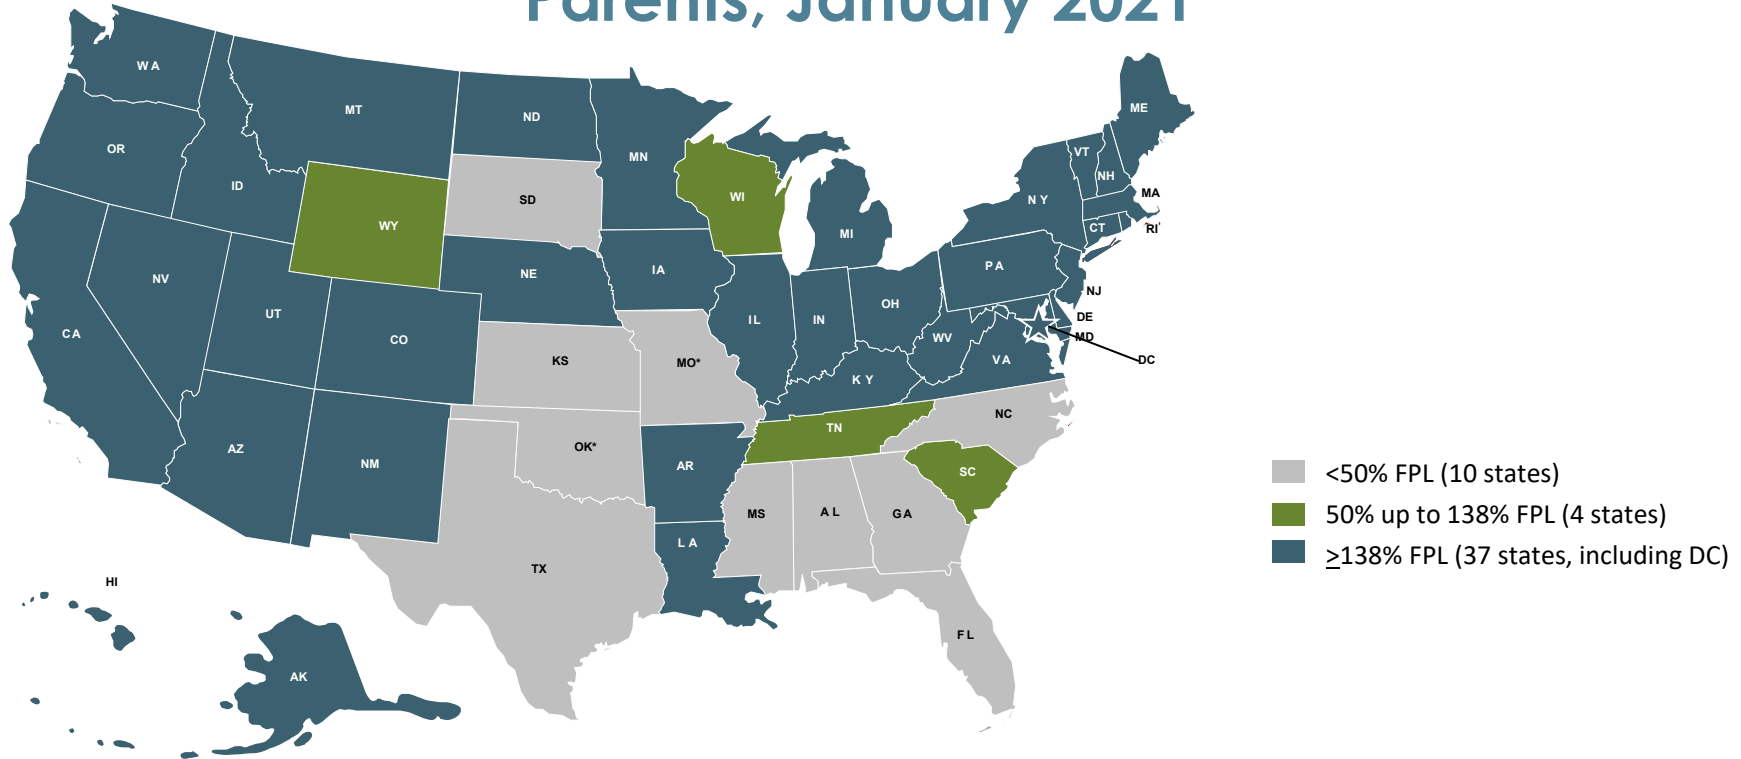 Parents, January 2021
WA
MT
ND
ME
OR
MN
VT
ID
NH
SD
WI
MA
NY
WY
CT
RI
MI
NE
IA
PA
NV
NJ
OH
UT
IL
IN
DE
CA
CO
WV
MD
KS
MO*
VA
DC
KY
NC
TN
AZ
OK*
NM
AR
SC
MS
AL
GA
LA
TX
HI
FL
AK
<50% FPL (10 states)
50% up to 138% FPL (4 states)
>138% FPL (37 states, including DC)